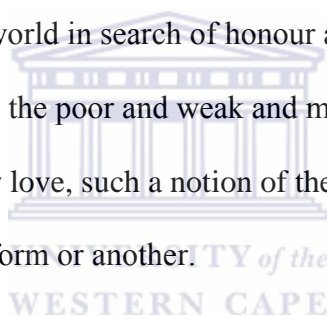 world in search of honour a
the poor and weak and m
love, such a notion of the
form or another.
UNIVERSITY of the
WESTERN CAPE